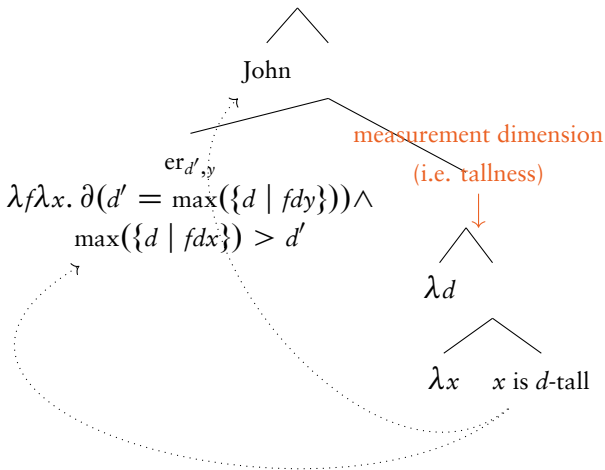 John
measurement dimension
(i.e. tallness)
er_{d′,y}
λfλx. ∂(d′ = max({d | fdy}))∧
max({d | fdx}) > d′
λd
λx x is d-tall